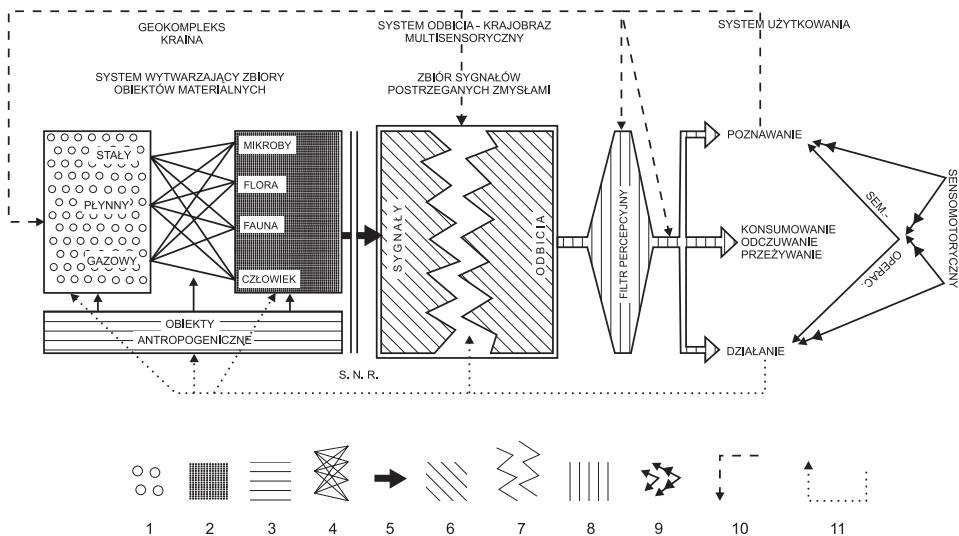 GEOKOMPLEKS
KRAINA
SYSTEM WYTWARZAJĄCY ZBIORY
OBIEKTÓW MATERIALNYCH
SYSTEM ODBICIA - KRAJOBRAZ
MULTISENSORYCZNY
ZBIÓR SYGNAŁÓW
POSTRZEGANYCH ZMYSŁAMI
SYSTEM UŻYTKOWANIA
STAŁY
PŁYNNY
GAZOWY
MIKROBY
FLORA
FAUNA
CZŁOWIEK
OBIEKTY
ANTROPOGENICZNE
SYGNAŁY
ODBICIA
FILTR PERCEPCYJNY
POZNAWANIE
KONSUMOWANIE
ODCZUWANIE
PRZEŻYWANIE
DZIAŁANIE
SEM.-
OPERAC.
SENSOMOTORYCZNY
S. N. R.
1 2 3 4 5 6 7 8 9 10 11